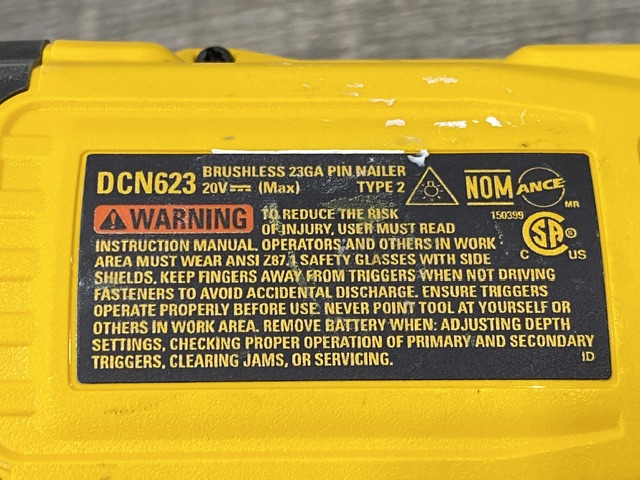 DCN623 BRUSHLESS 23GA PIN NAILER
20V⎓ (Max) TYPE 2
NOM ANCE
MR
150399
SA
C US
WARNING TO REDUCE THE RISK
OF INJURY, USER MUST READ
INSTRUCTION MANUAL. OPERATORS AND OTHERS IN WORK
AREA MUST WEAR ANSI Z87.1 SAFETY GLASSES WITH SIDE
SHIELDS. KEEP FINGERS AWAY FROM TRIGGERS WHEN NOT DRIVING
FASTENERS TO AVOID ACCIDENTAL DISCHARGE. ENSURE TRIGGERS
OPERATE PROPERLY BEFORE USE. NEVER POINT TOOL AT YOURSELF OR
OTHERS IN WORK AREA. REMOVE BATTERY WHEN: ADJUSTING DEPTH
SETTINGS, CHECKING PROPER OPERATION OF PRIMARY AND SECONDARY
TRIGGERS, CLEARING JAMS, OR SERVICING.
ID